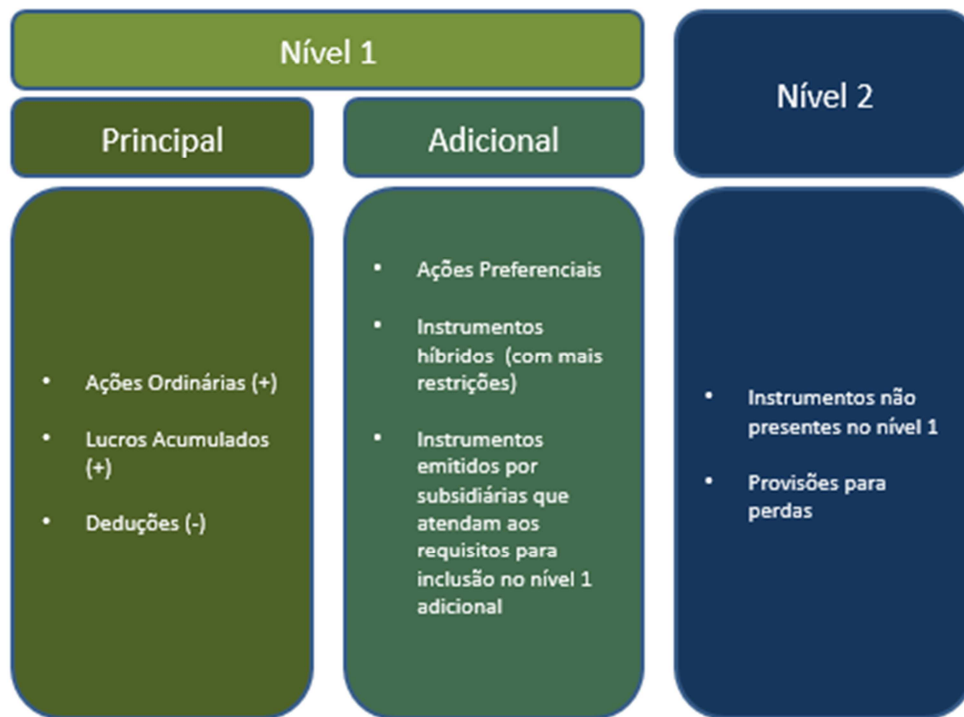 Nível 1
Nível 2
Principal
Adicional
• Ações Ordinárias (+)
• Lucros Acumulados
(+)
• Deduções (-)
• Ações Preferenciais
• Instrumentos
híbridos (com mais
restrições)
• Instrumentos
emitidos por
subsidiárias que
atendam aos
requisitos para
inclusão no nível 1
adicional
• Instrumentos não
presentes no nível 1
• Provisões para
perdas